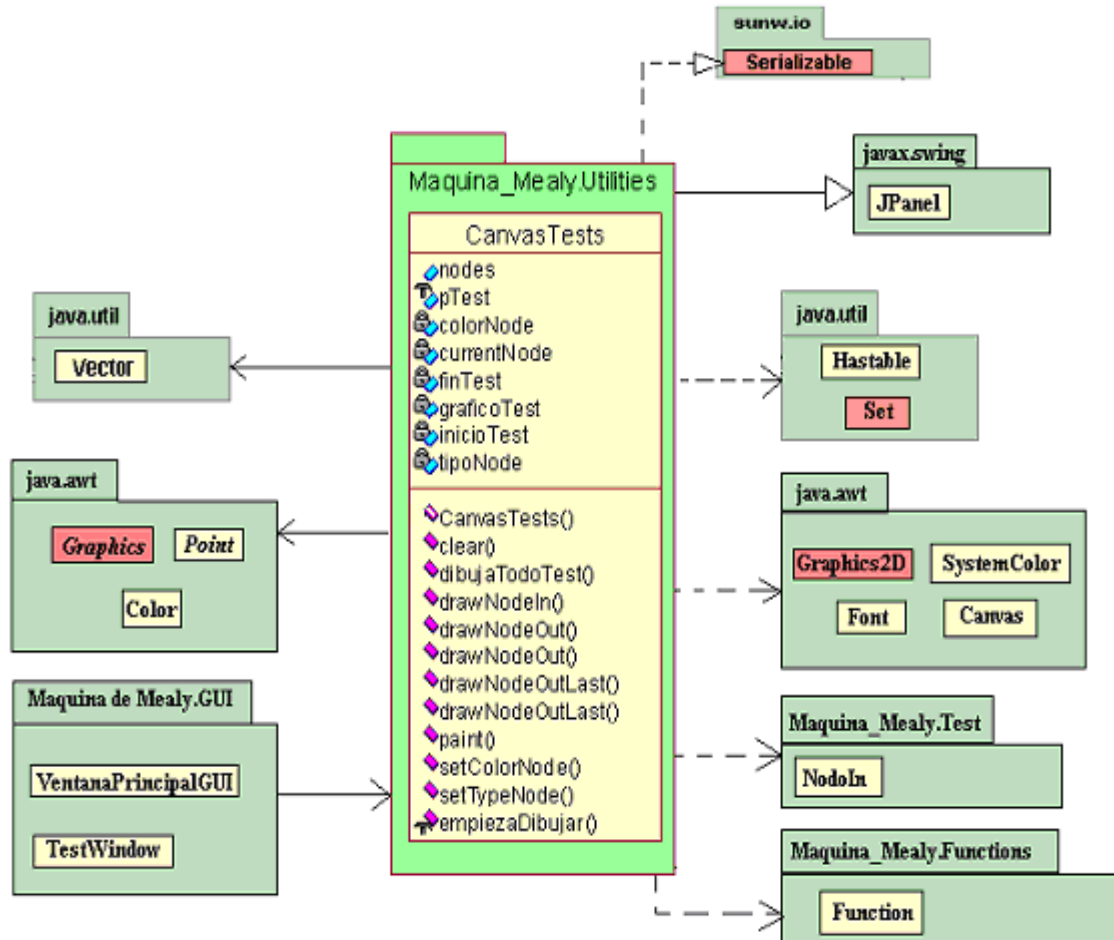 sunw.io
Serializable
javax.swing
JPanel
Maquina_Mealy.Utilities
CanvasTests
nodes
pTest
colorNode
currentNode
finTest
graficoTest
inicioTest
tipoNode
CanvasTests()
clear()
dibujaTodoTest()
drawNodeIn()
drawNodeOut()
drawNodeOut()
drawNodeOutLast()
drawNodeOutLast()
paint()
setColorNode()
setTypeNode()
empiezaDibujar()
java.util
Vector
java.awt
Graphics
Point
Color
Maquina de Mealy.GUI
VentanaPrincipalGUI
TestWindow
java.util
Hastable
Set
java.awt
Graphics2D
SystemColor
Font
Canvas
Maquina_Mealy.Test
NodoIn
Maquina_Mealy.Functions
Function